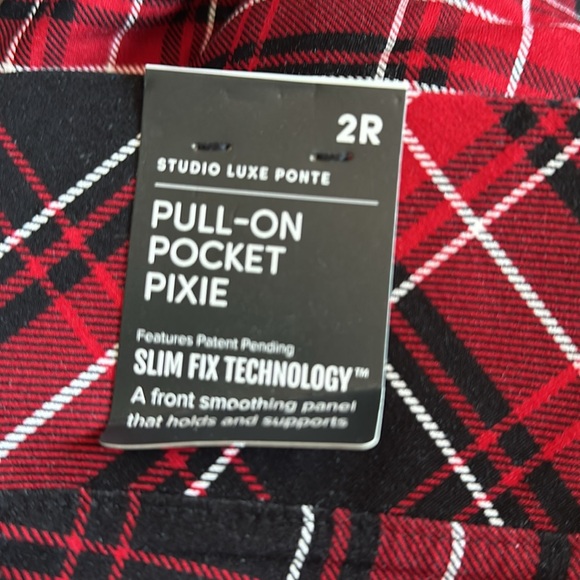 2R
STUDIO LUXE PONTE
PULL-ON
POCKET
PIXIE
Features Patent Pending
SLIM FIX TECHNOLOGY™
A front smoothing panel
that holds and supports